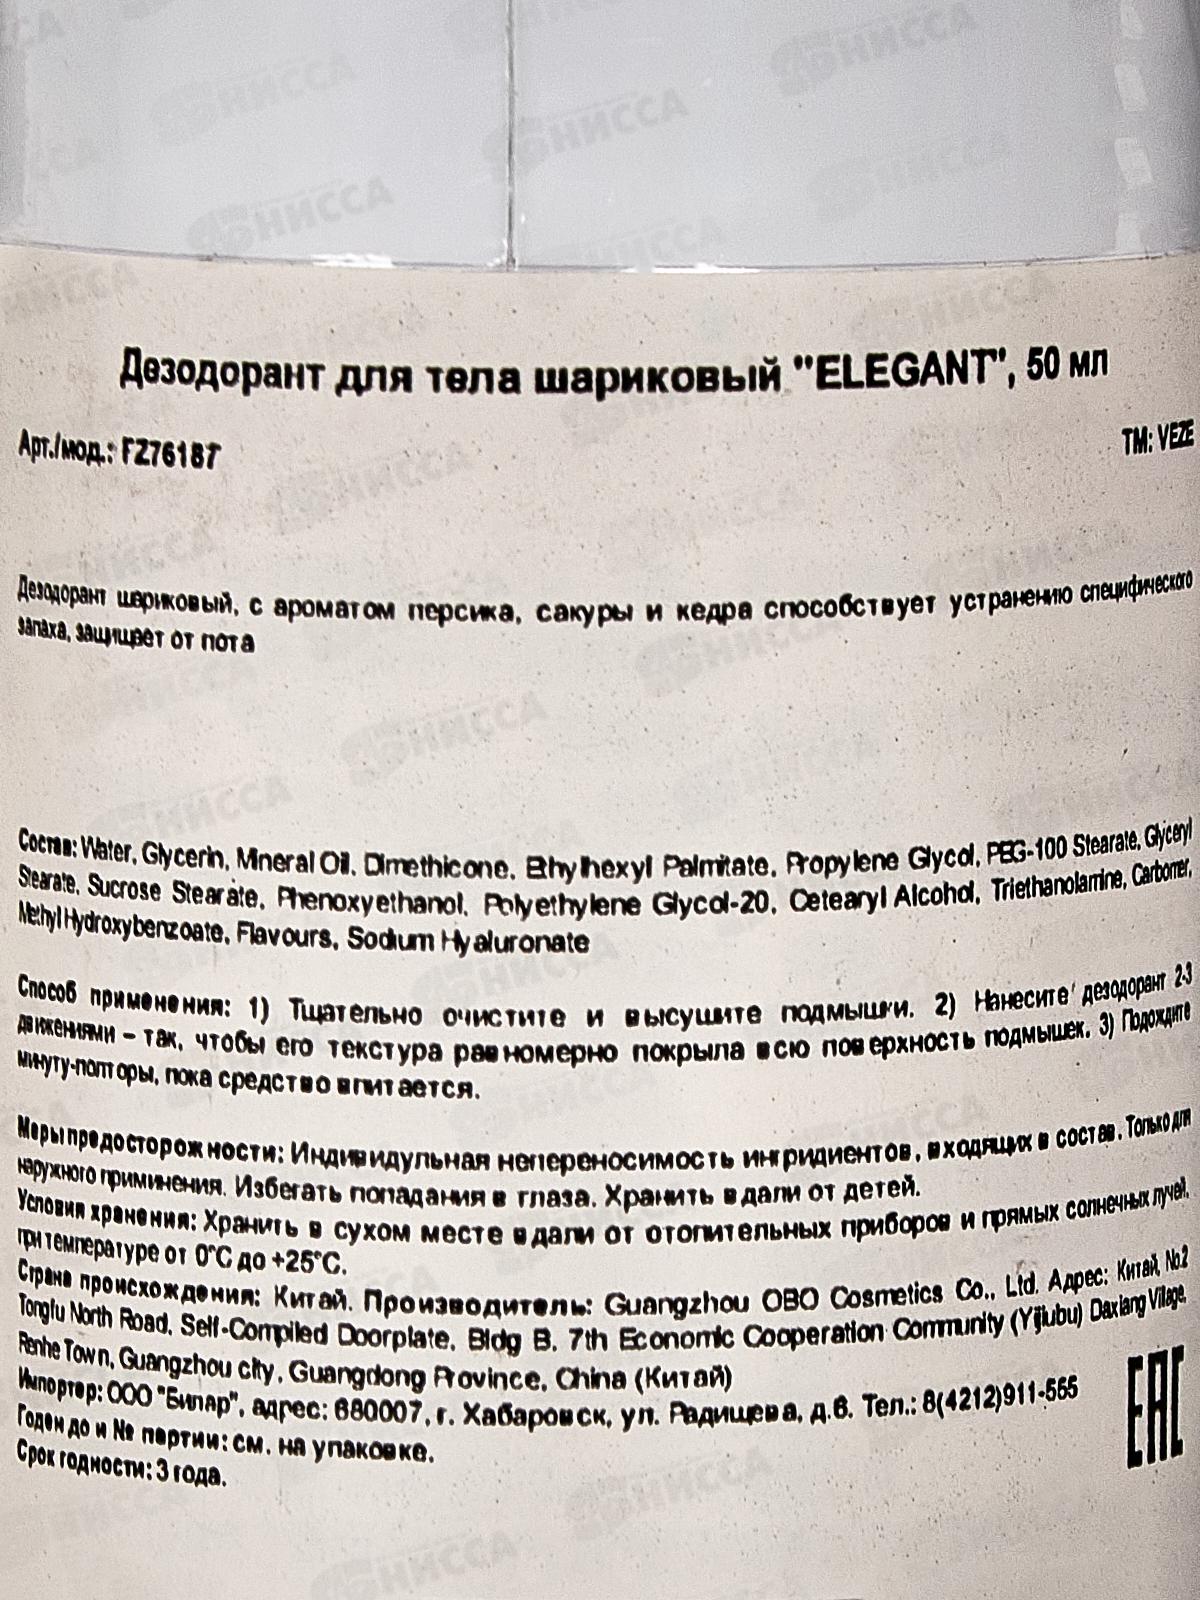 Дезодорант для тела шариковый "ELEGANT", 50 мл
Арт./мод.: FZ7618T
ТМ: VEZE
Дезодорант шариковый, с ароматом персика, сакуры и кедра способствует устранению специфического
запаха, защищает от пота
Состав: Water, Glycerin, Mineral Oil, Dimethicone, Ethylhexyl Palmitate, Propylene Glycol, PEG-100 Stearate, Glyceryl
Stearate, Sucrose Stearate, Phenoxyethanol, Polyethylene Glycol-20, Cetearyl Alcohol, Triethanolamine, Carbomer,
Methyl Hydroxybenzoate, Flavours, Sodium Hyaluronate
Способ применения: 1) Тщательно очистите и высушите подмышки. 2) Нанесите дезодорант 2-3
движениями – так, чтобы его текстура равномерно покрыла всю поверхность подмышек. 3) Подождите
минуту-полторы, пока средство впитается.
Меры предосторожности: Индивидульная непереносимость ингридиентов, входящих в состав. Только для
наружного приминения. Избегать попадания в глаза. Хранить вдали от детей.
Условия хранения: Хранить в сухом месте вдали от отопительных приборов и прямых солнечных лучей,
при температуре от 0°С до +25°С.
Страна происхождения: Китай. Производитель: Guangzhou OBO Cosmetics Co., Ltd. Адрес: Китай, No2
Tongfu North Road, Self-Compiled Doorplate, Bldg B, 7th Economic Cooperation Community (Yijiubu) Daxiang Village,
Renhe Town, Guangzhou city, Guangdong Province, China (Китай)
Импортер: ООО "Билар", адрес: 680007, г. Хабаровск, ул. Радищева, д.6. Тел.: 8(4212)911-565
Годен до и № партии: см. на упаковке.
Срок годности: 3 года.
ЕАС